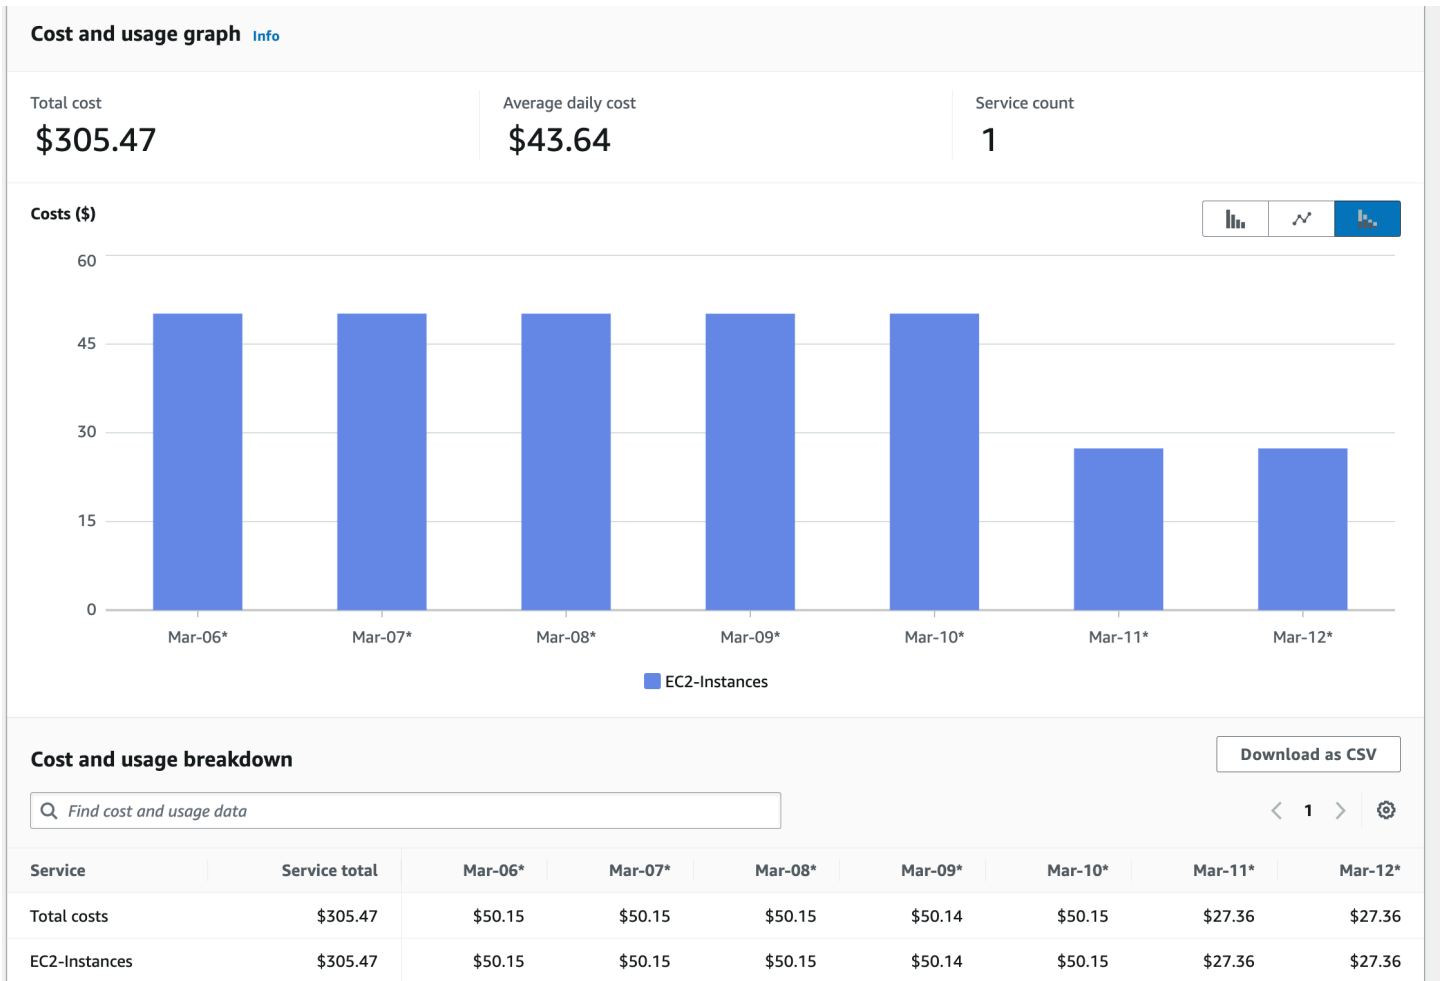 Cost and usage graph Info
Total cost Average daily cost Service count
$305.47 $43.64 1
Costs ($)
60
45
30
15
0
Mar-06* Mar-07* Mar-08* Mar-09* Mar-10* Mar-11* Mar-12*
EC2-Instances
Cost and usage breakdown Download as CSV
Find cost and usage data 1
Service Service total Mar-06* Mar-07* Mar-08* Mar-09* Mar-10* Mar-11* Mar-12*
Total costs $305.47 $50.15 $50.15 $50.15 $50.14 $50.15 $27.36 $27.36
EC2-Instances $305.47 $50.15 $50.15 $50.15 $50.14 $50.15 $27.36 $27.36